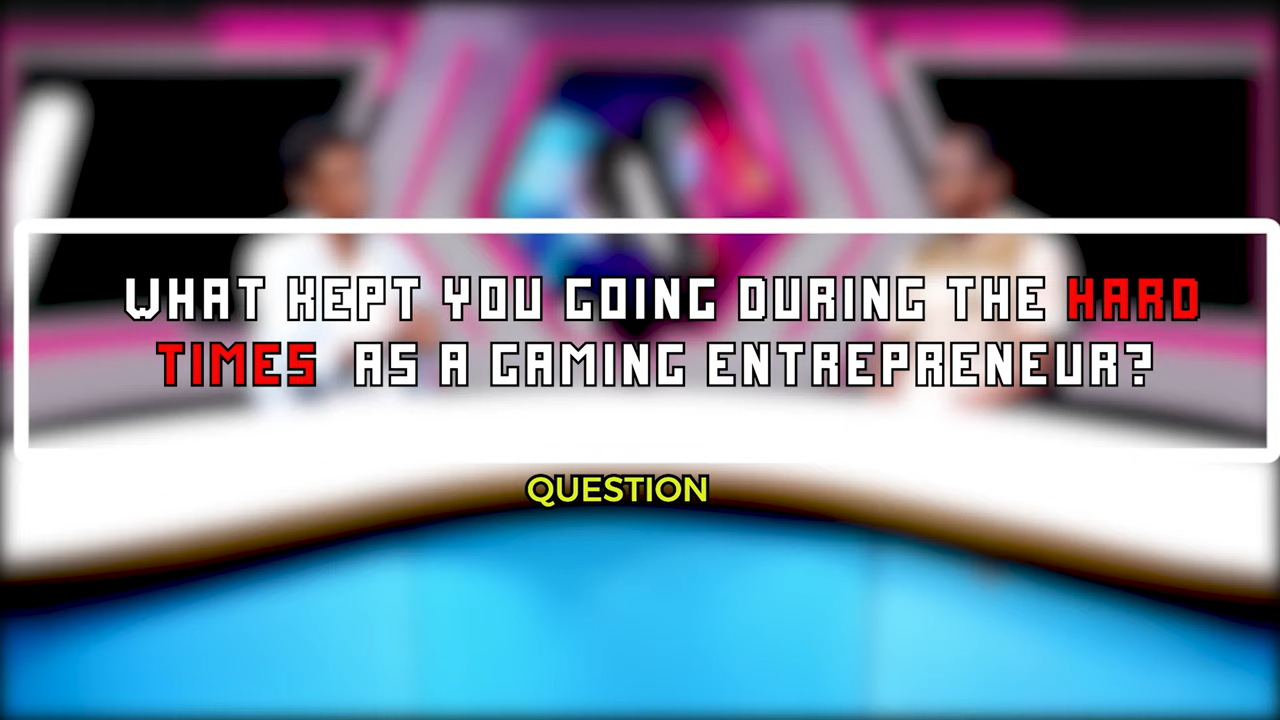 WHAT KEPT YOU GOING DURING THE HARD
TIMES AS A GAMING ENTREPRENEUR?
QUESTION